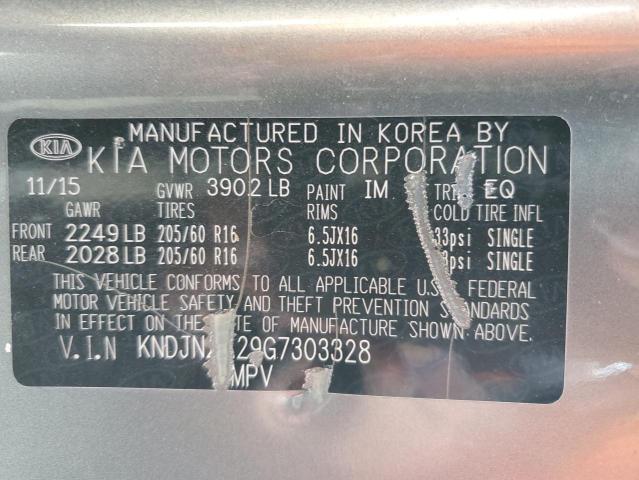 KIA
MANUFACTURED IN KOREA BY
KIA MOTORS CORPORATION
11/15 GVWR 3902 LB PAINT IM EQ
GAWR TIRES RIMS COLD TIRE INFL
FRONT 2249 LB 205/60 R16 6.5JX16 33psi SINGLE
REAR 2028 LB 205/60 R16 6.5JX16 SINGLE
THIS VEHICLE CONFORMS TO ALL APPLICABLE FEDERAL
MOTOR VEHICLE SAFETY AND THEFT PREVENTION STANDARDS
IN EFFECT ON THE DATE OF MANUFACTURE SHOWN ABOVE.
V.I.N
MPV